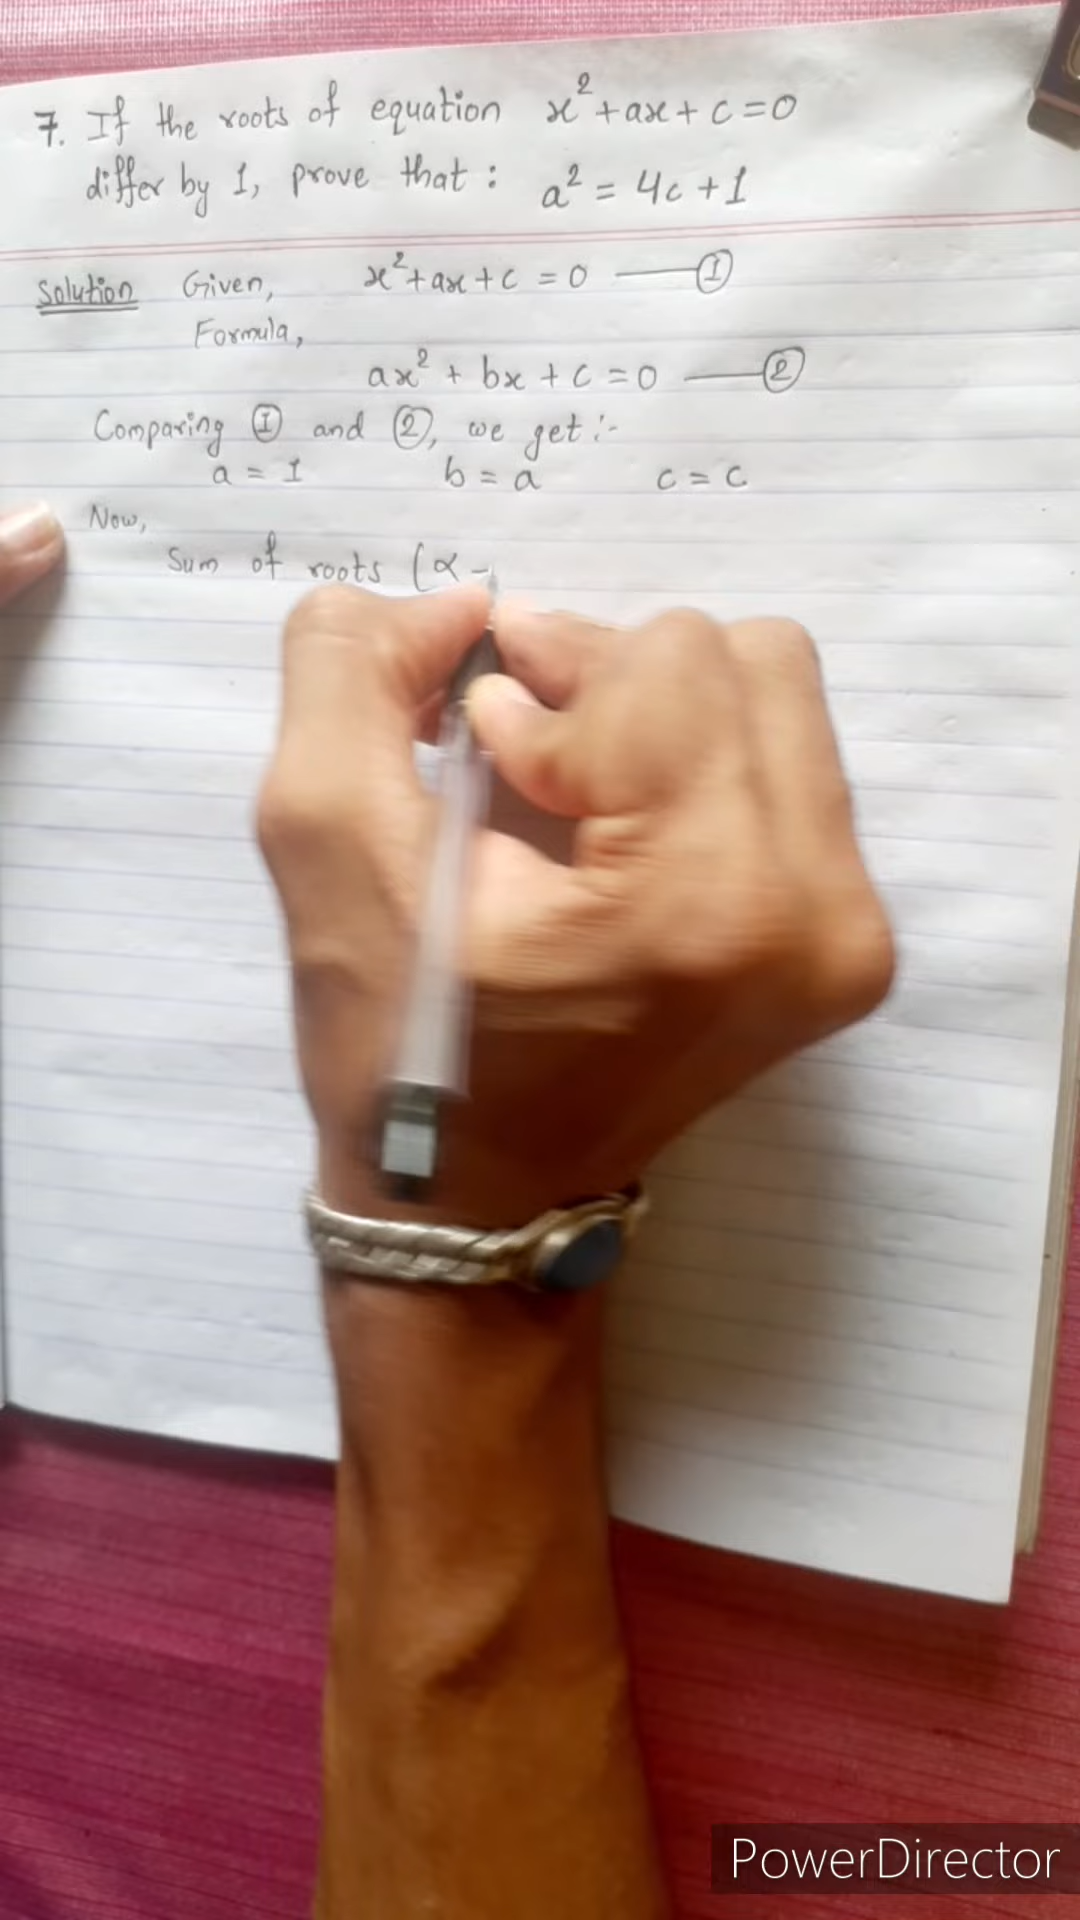 7. If the roots of equation x²+ax+c=0
differ by 1, prove that : a² = 4c+1
Solution Given, x²+ax+c = 0 —— ①
Formula,
ax² + bx + c = 0 —— ②
Comparing ① and ②, we get :-
a = 1 b = a c = c
Now,
Sum of roots (α -
PowerDirector